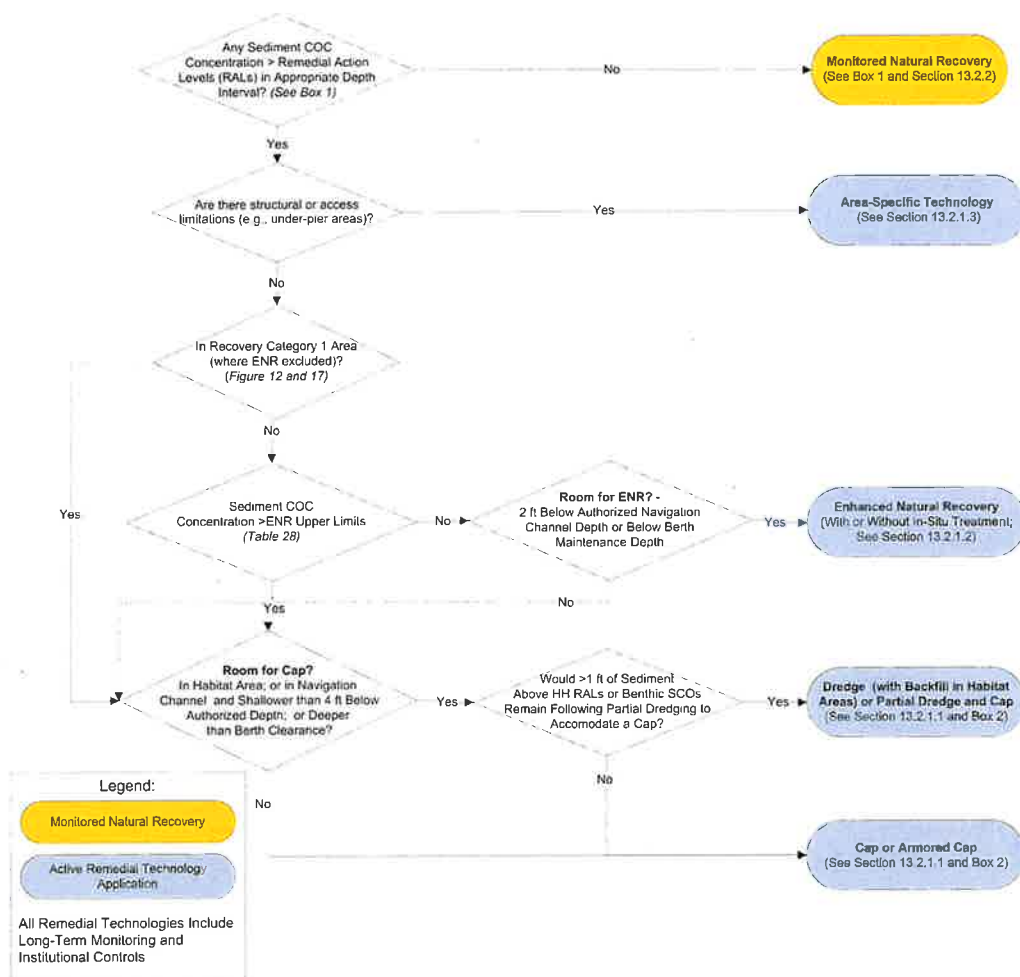 Any Sediment COC
Concentration > Remedial Action
Levels (RALs) in Appropriate Depth
Interval? (See Box 1)
No
Monitored Natural Recovery
(See Box 1 and Section 13.2.2)
Yes
Are there structural or access
limitations (e.g., under-pier areas)?
Yes
Area-Specific Technology
(See Section 13.2.1.3)
No
In Recovery Category 1 Area
(where ENR excluded)?
(Figure 12 and 17)
No
Yes
Sediment COC
Concentration >ENR Upper Limits
(Table 28)
No
Room for ENR? -
2 ft Below Authorized Navigation
Channel Depth or Below Berth
Maintenance Depth
Yes
Enhanced Natural Recovery
(With or Without In-Situ Treatment;
See Section 13.2.1.2)
Yes
No
Room for Cap?
In Habitat Area; or in Navigation
Channel and Shallower than 4 ft Below
Authorized Depth; or Deeper
than Berth Clearance?
Yes
Would >1 ft of Sediment
Above HH RALs or Benthic SCOs
Remain Following Partial Dredging to
Accomodate a Cap?
Yes
Dredge (with Backfill in Habitat
Areas) or Partial Dredge and Cap
(See Section 13.2.1.1 and Box 2)
No
No
Cap or Armored Cap
(See Section 13.2.1.1 and Box 2)
Legend:
Monitored Natural Recovery
Active Remedial Technology
Application
All Remedial Technologies Include
Long-Term Monitoring and
Institutional Controls